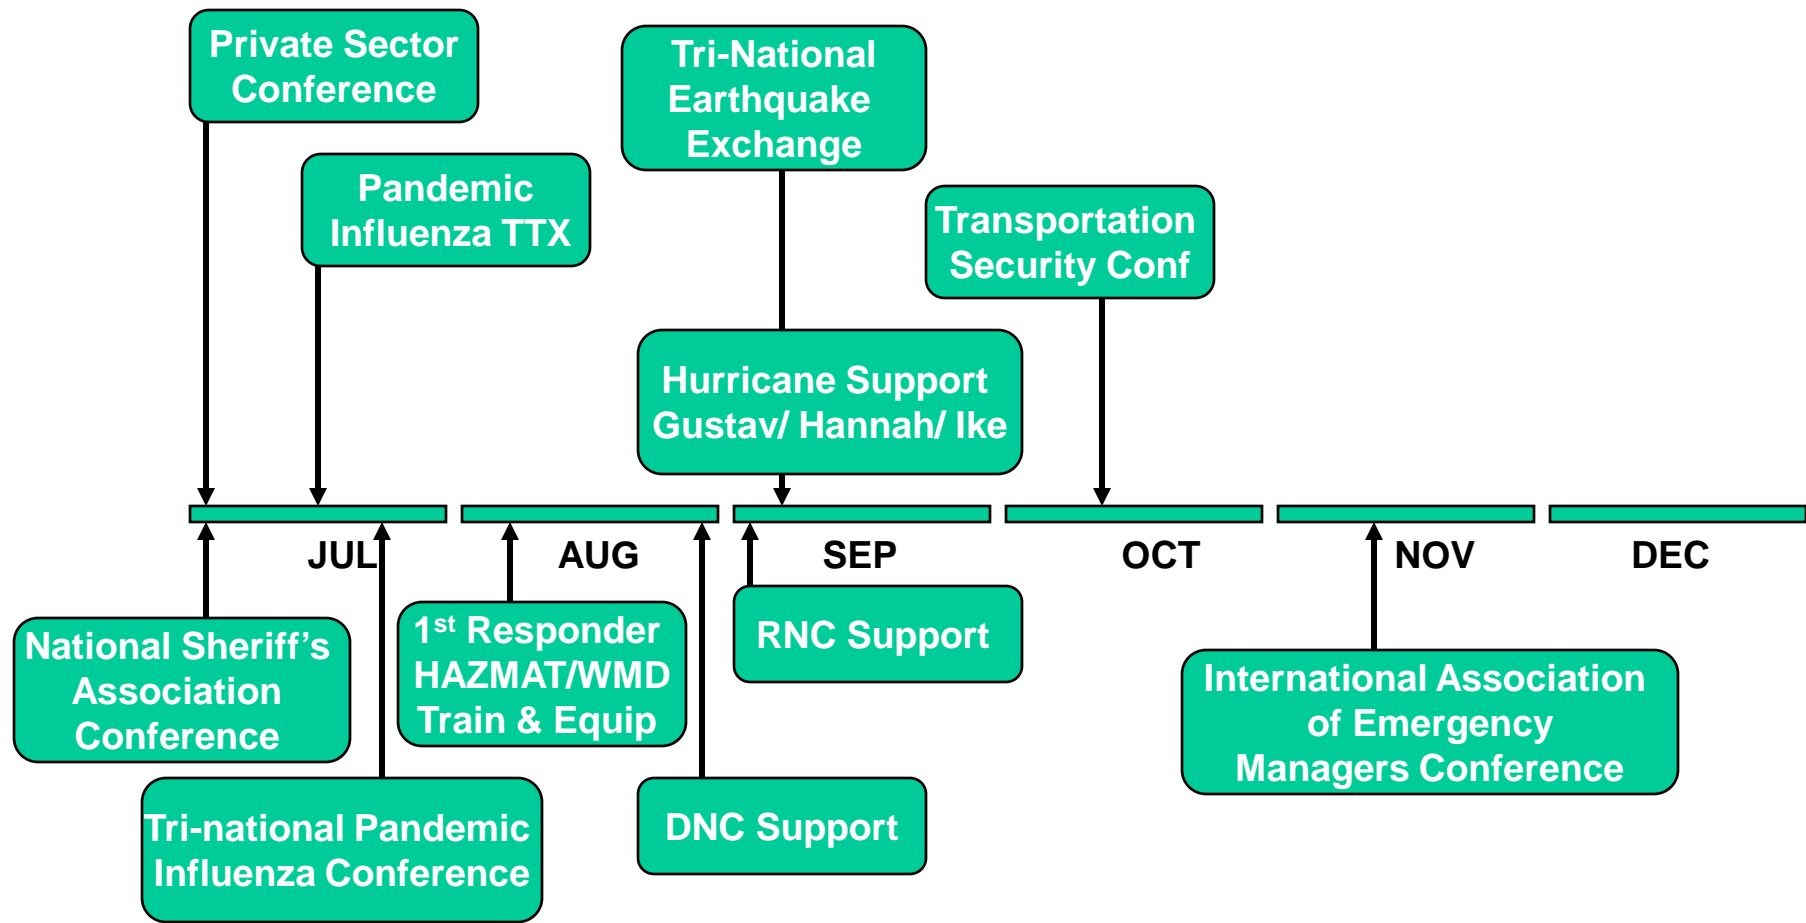 Private Sector
Conference
Tri-National
Earthquake
Exchange
Pandemic
Influenza TTX
Transportation
Security Conf
Hurricane Support
Gustav/ Hannah/ Ike
JUL
AUG
SEP
OCT
NOV
DEC
National Sheriff’s
Association
Conference
1st Responder
HAZMAT/WMD
Train & Equip
RNC Support
International Association
of Emergency
Managers Conference
Tri-national Pandemic
Influenza Conference
DNC Support